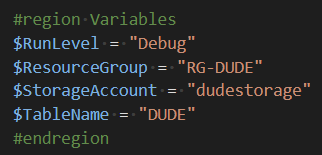 #region Variables
$RunLevel = "Debug"
$ResourceGroup = "RG-DUDE"
$StorageAccount = "dudestorage"
$TableName = "DUDE"
#endregion